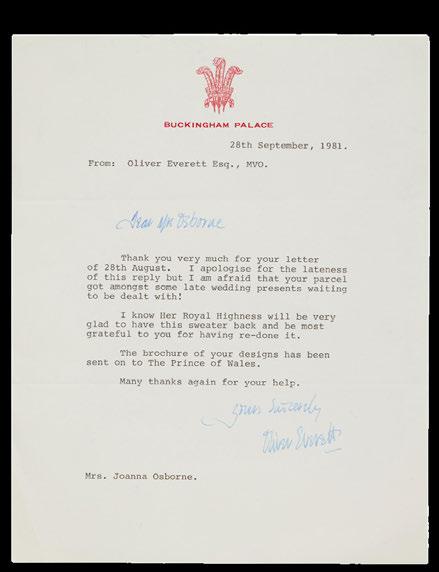 BUCKINGHAM PALACE
28th September, 1981.
From: Oliver Everett Esq., MVO.
Dear Mrs Osborne
Thank you very much for your letter
of 28th August. I apologise for the lateness
of this reply but I am afraid that your parcel
got amongst some late wedding presents waiting
to be dealt with!
I know Her Royal Highness will be very
glad to have this sweater back and be most
grateful to you for having re-done it.
The brochure of your designs has been
sent on to The Prince of Wales.
Many thanks again for your help.
Yours Sincerely
Oliver Everett
Mrs. Joanna Osborne.